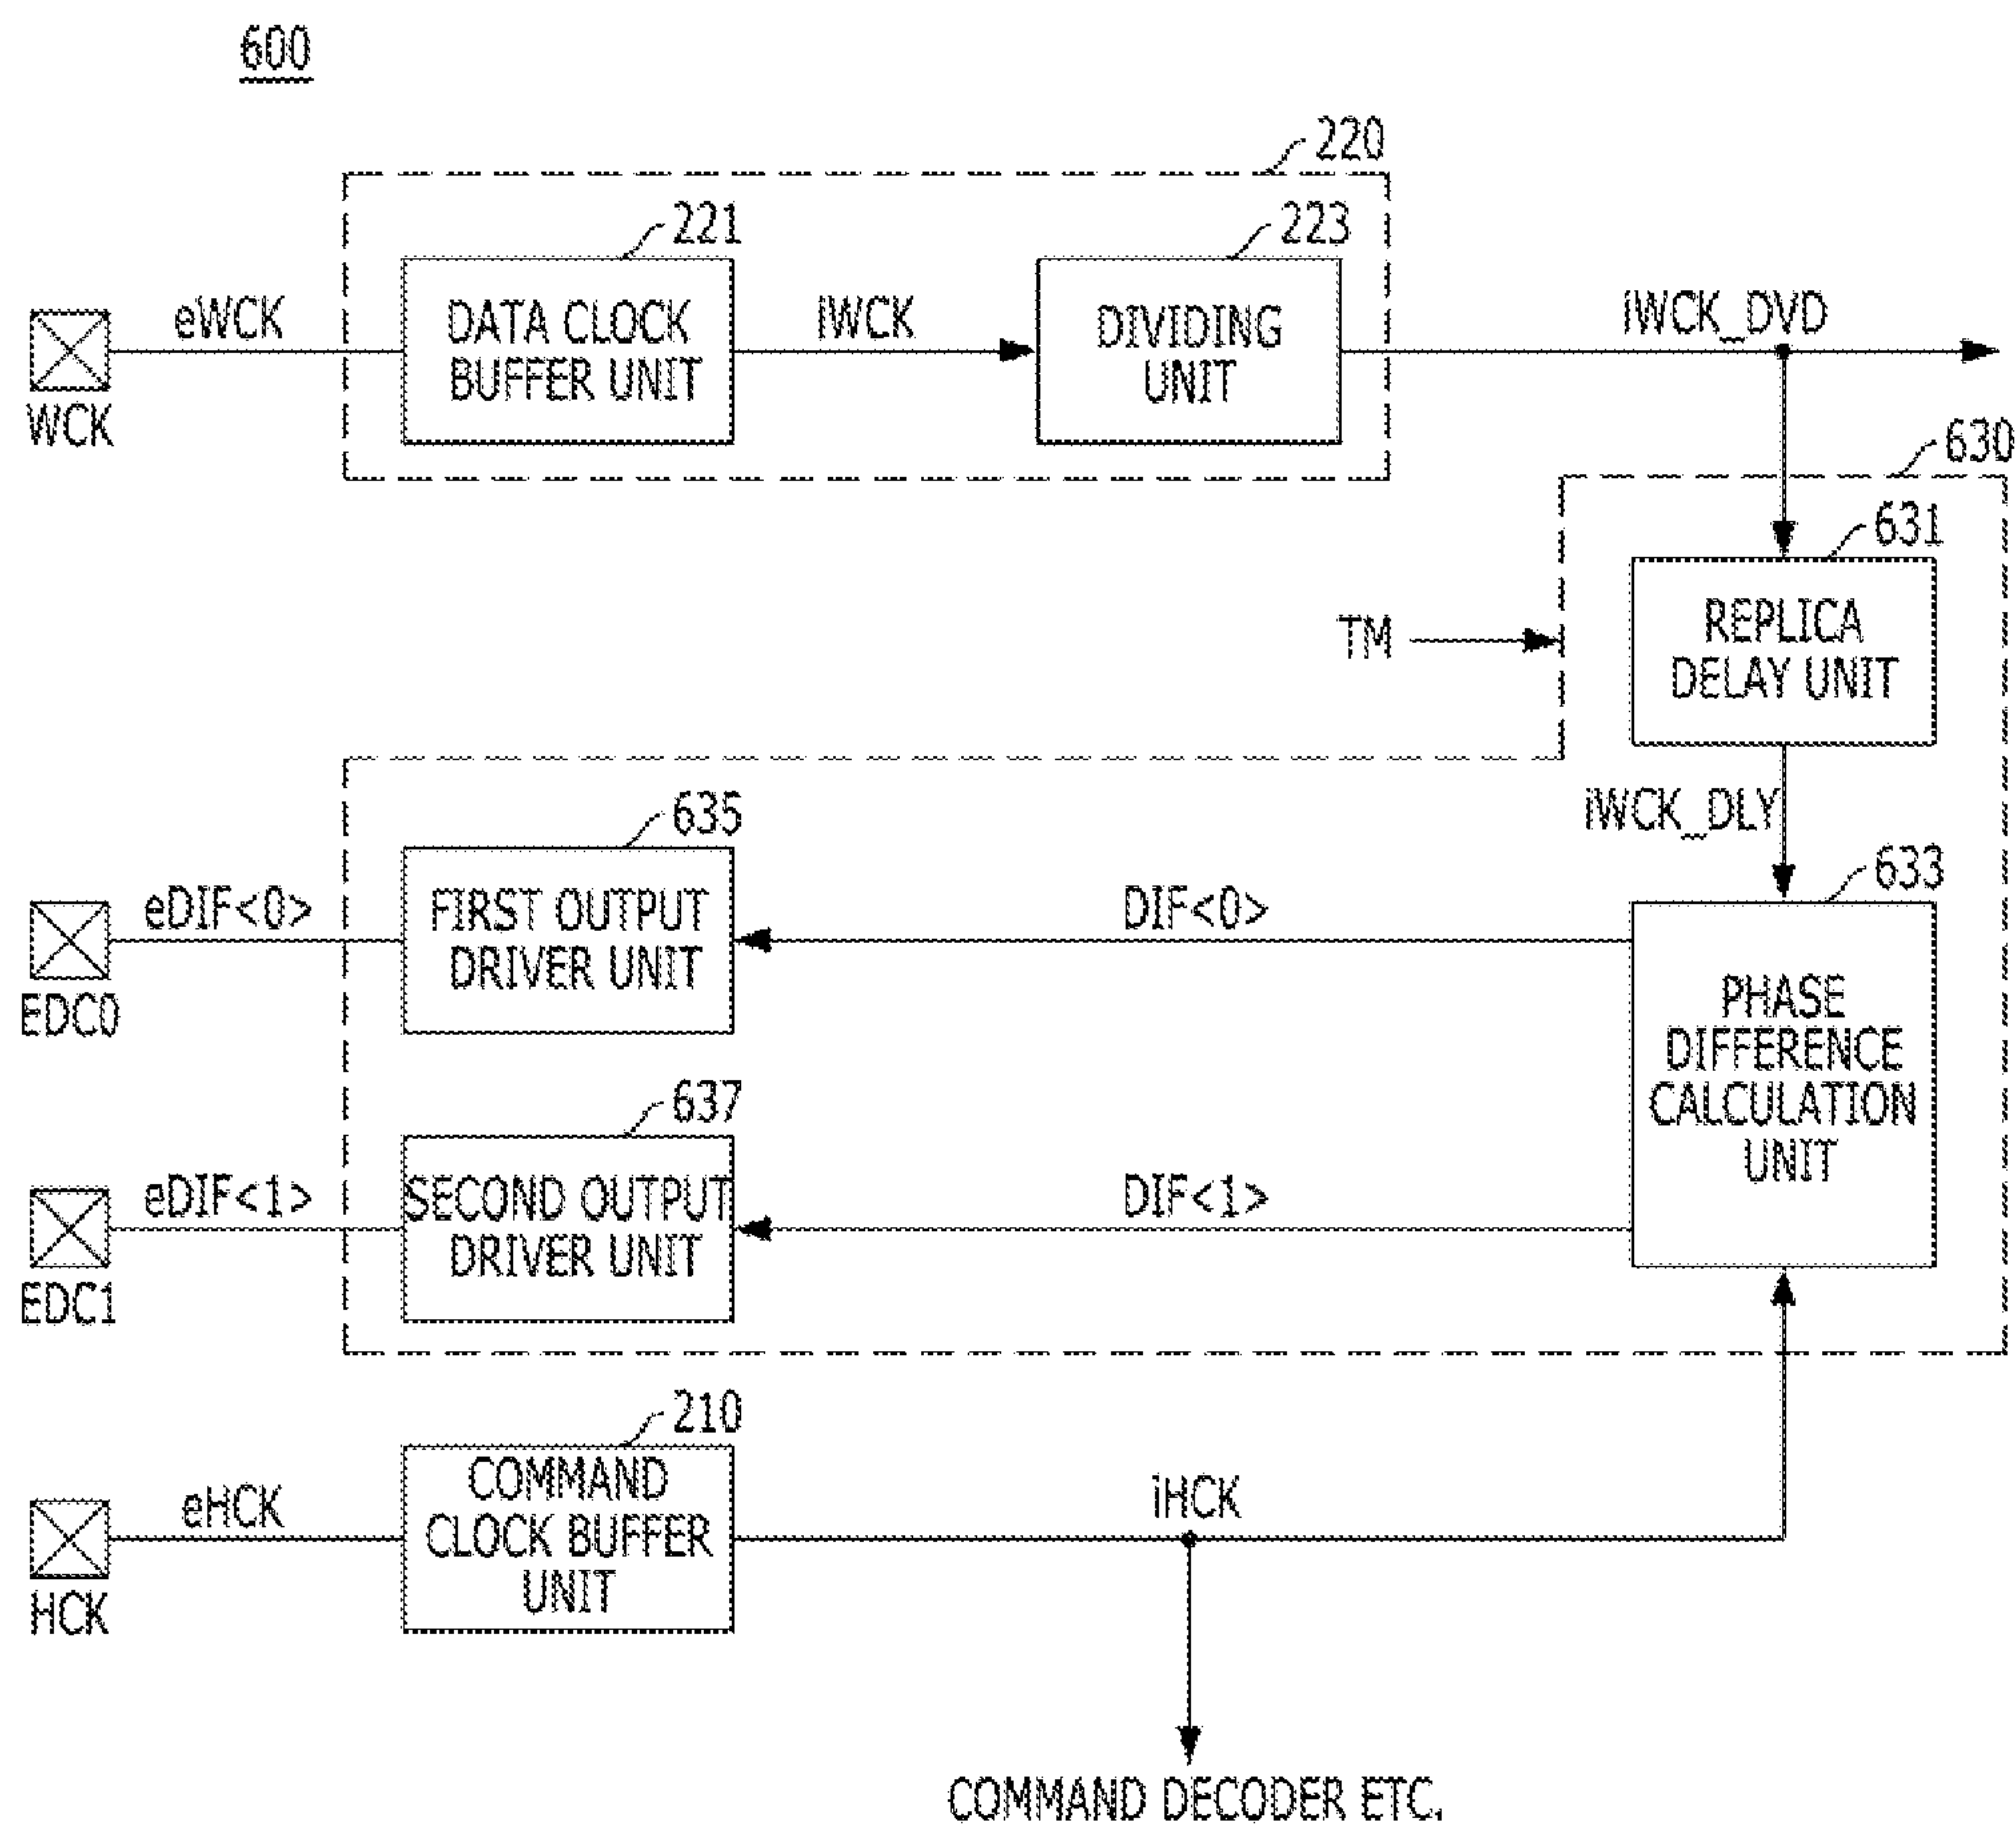 600
220
221
223
eWCK
DATA CLOCK
BUFFER UNIT
iWCK
DIVIDING
UNIT
iWCK_DVD
WCK
630
631
TM
REPLICA
DELAY UNIT
iWCK_DLY
635
633
eDIF<0>
FIRST OUTPUT
DRIVER UNIT
DIF<0>
EDC0
PHASE
DIFFERENCE
CALCULATION
UNIT
637
eDIF<1>
SECOND OUTPUT
DRIVER UNIT
DIF<1>
EDC1
210
eHCK
COMMAND
CLOCK BUFFER
UNIT
iHCK
HCK
COMMAND DECODER ETC.